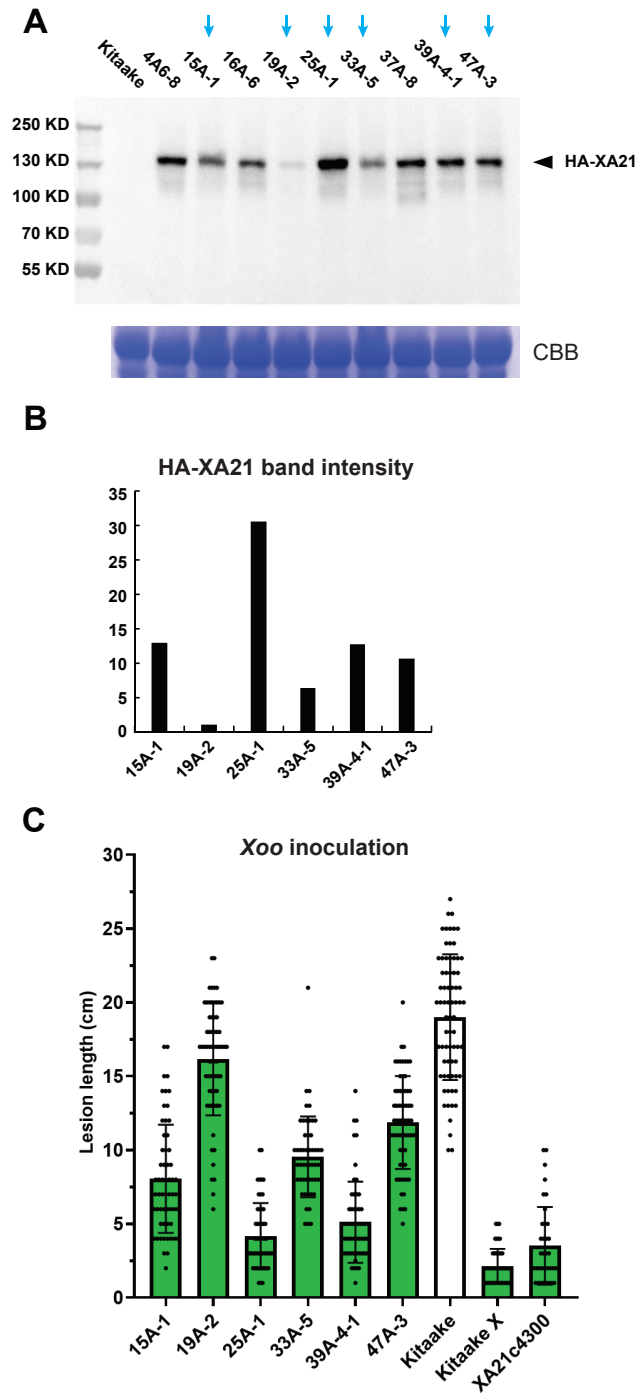 A
Kitaake
4A6-8
15A-1
16A-6
19A-2
25A-1
33A-5
37A-8
39A-4-1
47A-3
250 KD
130 KD
100 KD
70 KD
55 KD
HA-XA21
CBB
B
HA-XA21 band intensity
35
30
25
20
15
10
5
0
15A-1
19A-2
25A-1
33A-5
39A-4-1
47A-3
C
Xoo inoculation
Lesion length (cm)
30
25
20
15
10
5
0
15A-1
19A-2
25A-1
33A-5
39A-4-1
47A-3
Kitaake
Kitaake X
XA21c4300